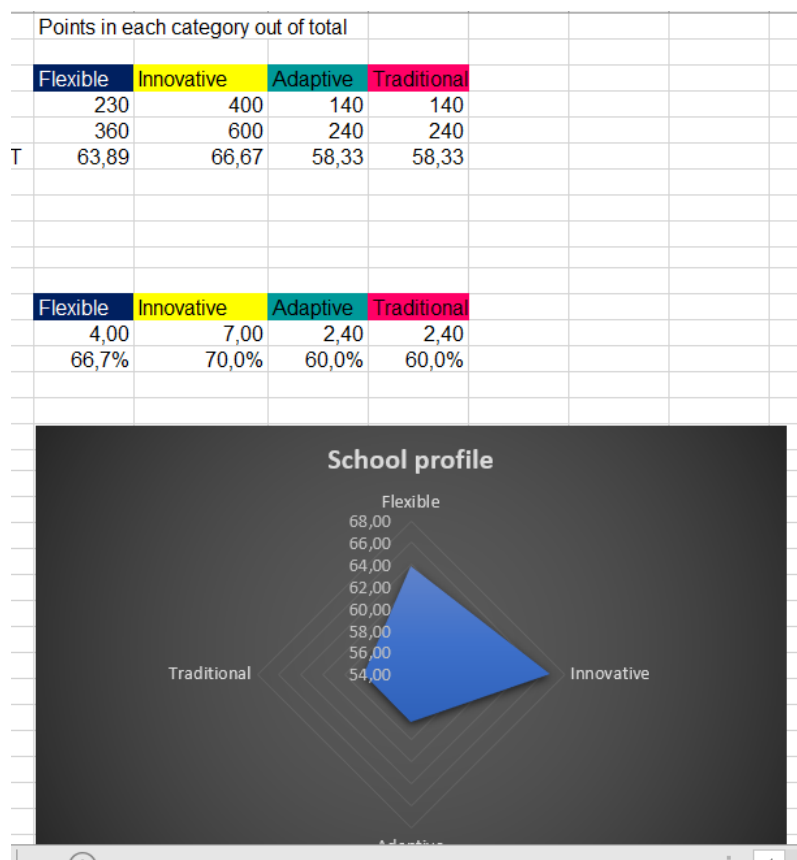 Points in each category out of total
Flexible Innovative Adaptive Traditional
230 400 140 140
360 600 240 240
T 63,89 66,67 58,33 58,33
Flexible Innovative Adaptive Traditional
4,00 7,00 2,40 2,40
66,7% 70,0% 60,0% 60,0%
School profile
Flexible
68,00
66,00
64,00
62,00
60,00
58,00
56,00
Traditional 54,00 Innovative
Adaptive